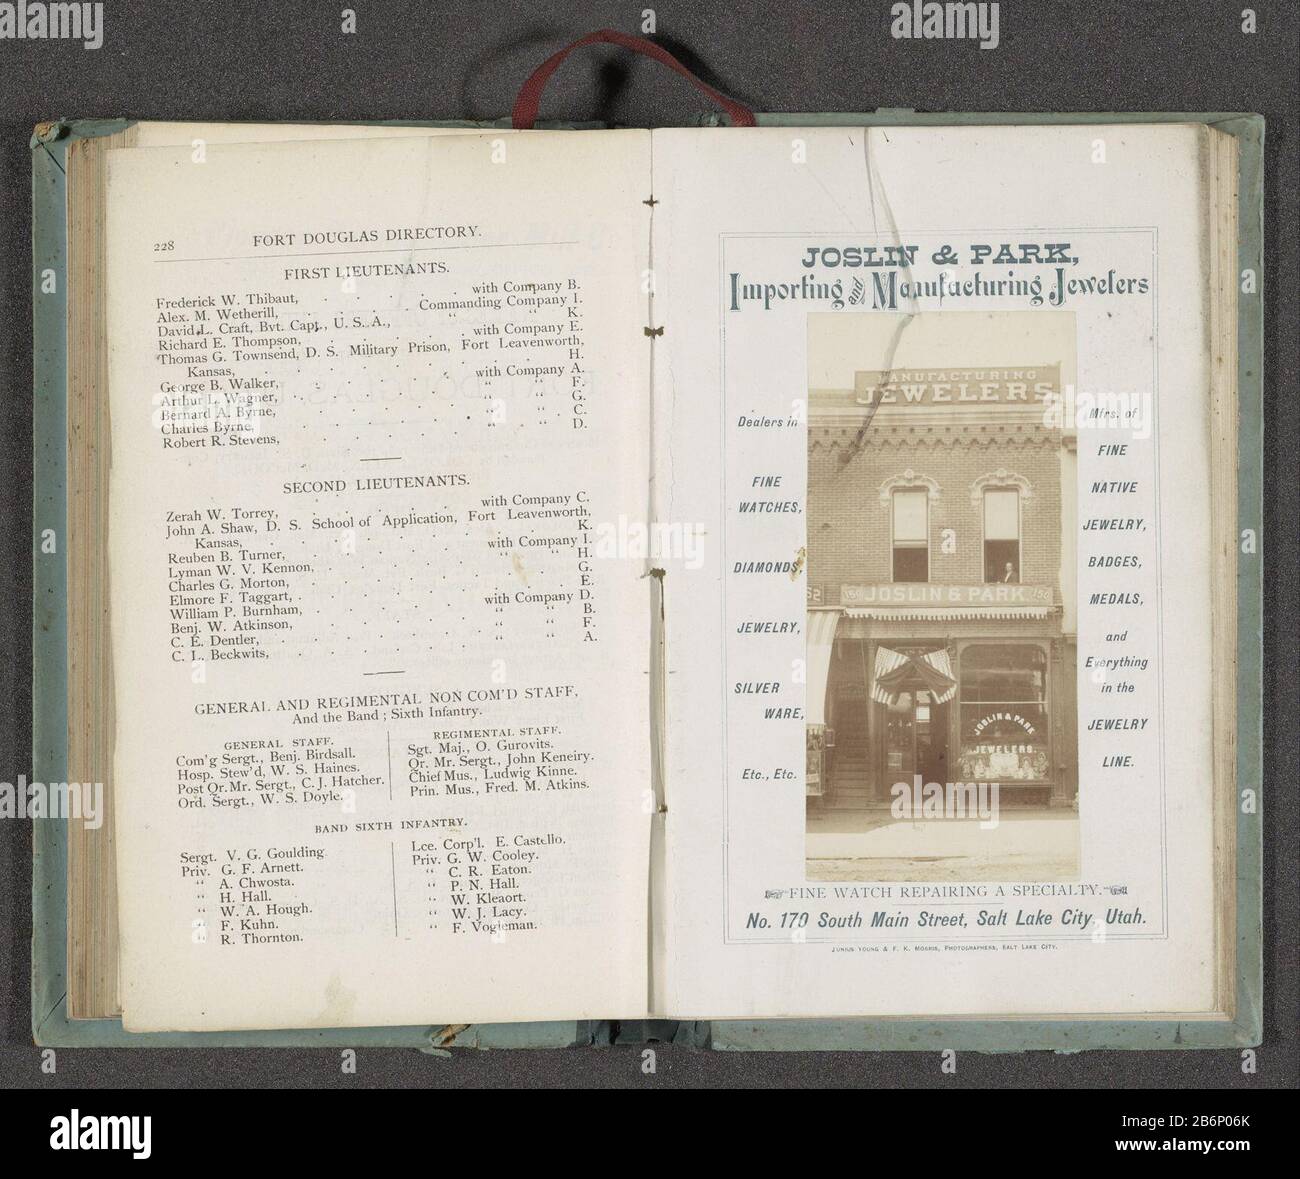 228
FORT DOUGLAS DIRECTORY.
FIRST LIEUTENANTS.
Frederick W. Thibaut, . . . . . with Company B.
Alex. M. Wetherill, . . . . Commanding Company I.
David L. Craft, Bvt. Capt., U. S. A., “ “ K.
Richard E. Thompson, . . . . with Company E.
Thomas G. Townsend, D. S. Military Prison, Fort Leavenworth,
Kansas, . . . . . . . . H.
George B. Walker, . . . . . with Company A.
Arthur L. Wagner, . . . . . “ “ F.
Bernard A. Byrne, . . . . . “ “ G.
Charles Byrne, . . . . . “ “ C.
Robert R. Stevens, . . . . . “ “ D.
SECOND LIEUTENANTS.
Zerah W. Torrey, . . . . . with Company C.
John A. Shaw, D. S. School of Application, Fort Leavenworth,
Kansas, . . . . . . . . K.
Reuben B. Turner, . . . . . with Company I.
Lyman W. V. Kennon, . . . . . “ “ H.
Charles G. Morton, . . . . . . G.
Elmore F. Taggart, . . . . . . E.
William P. Burnham, . . . . . with Company D.
Benj. W. Atkinson, . . . . . “ “ B.
C. E. Dentler, . . . . . “ “ F.
C. L. Beckwits, . . . . . “ “ A.
GENERAL AND REGIMENTAL NON COM'D STAFF,
And the Band ; Sixth Infantry.
GENERAL STAFF.
Com'g Sergt., Benj. Birdsall.
Hosp. Stew'd, W. S. Haines.
Post Qr. Mr. Sergt., C. J. Hatcher.
Ord. Sergt., W. S. Doyle.
REGIMENTAL STAFF.
Sgt. Maj., O. Gurovits.
Qr. Mr. Sergt., John Keneiry.
Chief Mus., Ludwig Kinne.
Prin. Mus., Fred. M. Atkins.
BAND SIXTH INFANTRY.
Sergt. V. G. Goulding.
Priv. G. F. Arnett.
“ A. Chwosta.
“ H. Hall.
“ W. A. Hough.
“ F. Kuhn.
“ R. Thornton.
Lce. Corp'l. E. Castello.
Priv. G. W. Cooley.
“ C. R. Eaton.
“ P. N. Hall.
“ W. Kleaort.
“ W. J. Lacy.
“ F. Vogleman.
JOSLIN & PARK,
Importing and Manufacturing Jewelers
MANUFACTURING
JEWELERS
Dealers in
FINE
WATCHES,
DIAMONDS,
JEWELRY,
SILVER
WARE,
Etc., Etc.
62
150 JOSLIN & PARK 150
JOSLIN & PARK
JEWELERS.
Mfrs. of
FINE
NATIVE
JEWELRY,
BADGES,
MEDALS,
and
Everything
in the
JEWELRY
LINE.
FINE WATCH REPAIRING A SPECIALTY.
No. 170 South Main Street, Salt Lake City, Utah.
JUNIUS YOUNG & F. K. MORRIS, PHOTOGRAPHERS, SALT LAKE CITY.
alamy
Image ID: 2B6P06K
www.alamy.com